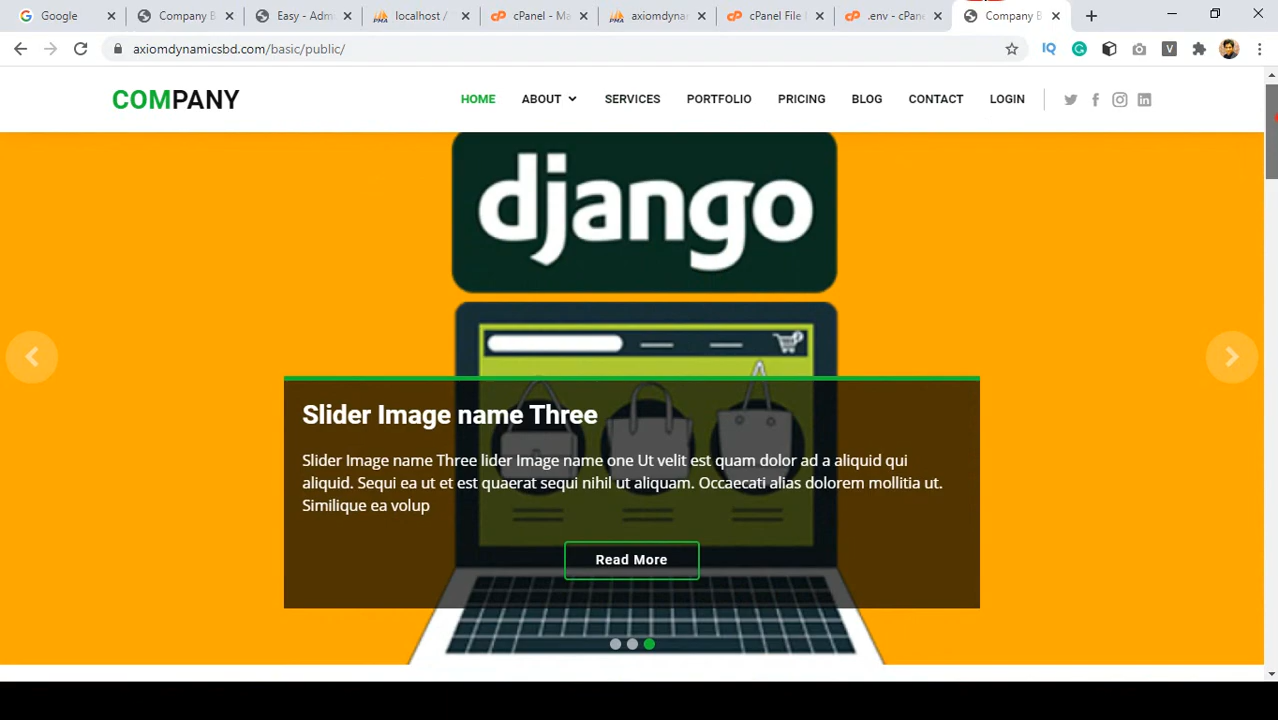 Google
Company B
Easy - Adm
localhost /
cPanel - Ma
axiomdynar
cPanel File
.env - cPane
Company B
axiomdynamicsbd.com/basic/public/
IQ
COMPANY
HOME
ABOUT
SERVICES
PORTFOLIO
PRICING
BLOG
CONTACT
LOGIN
django
Slider Image name Three
Slider Image name Three lider Image name one Ut velit est quam dolor ad a aliquid qui
aliquid. Sequi ea ut et est quaerat sequi nihil ut aliquam. Occaecati alias dolorem mollitia ut.
Similique ea volup
Read More